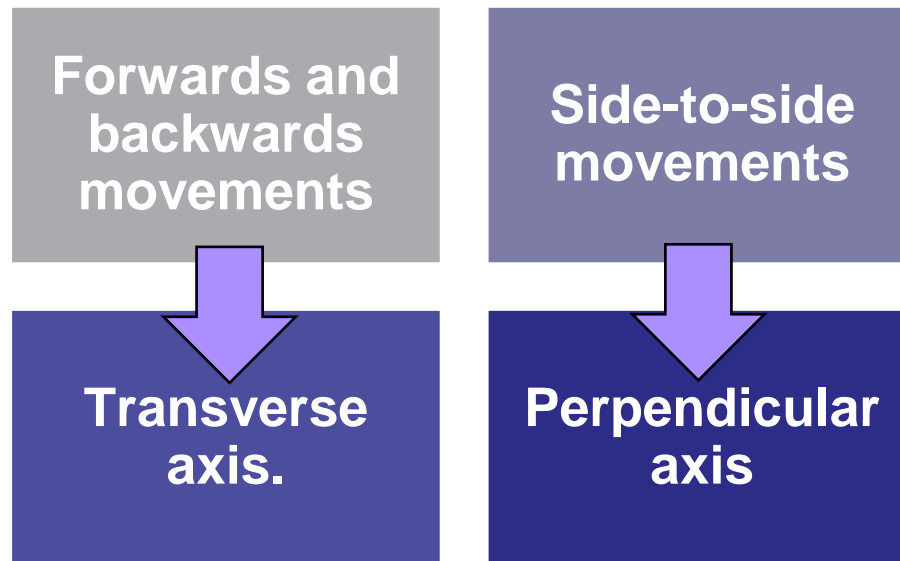 Forwards and
backwards
movements
Side-to-side
movements
Transverse
axis.
Perpendicular
axis